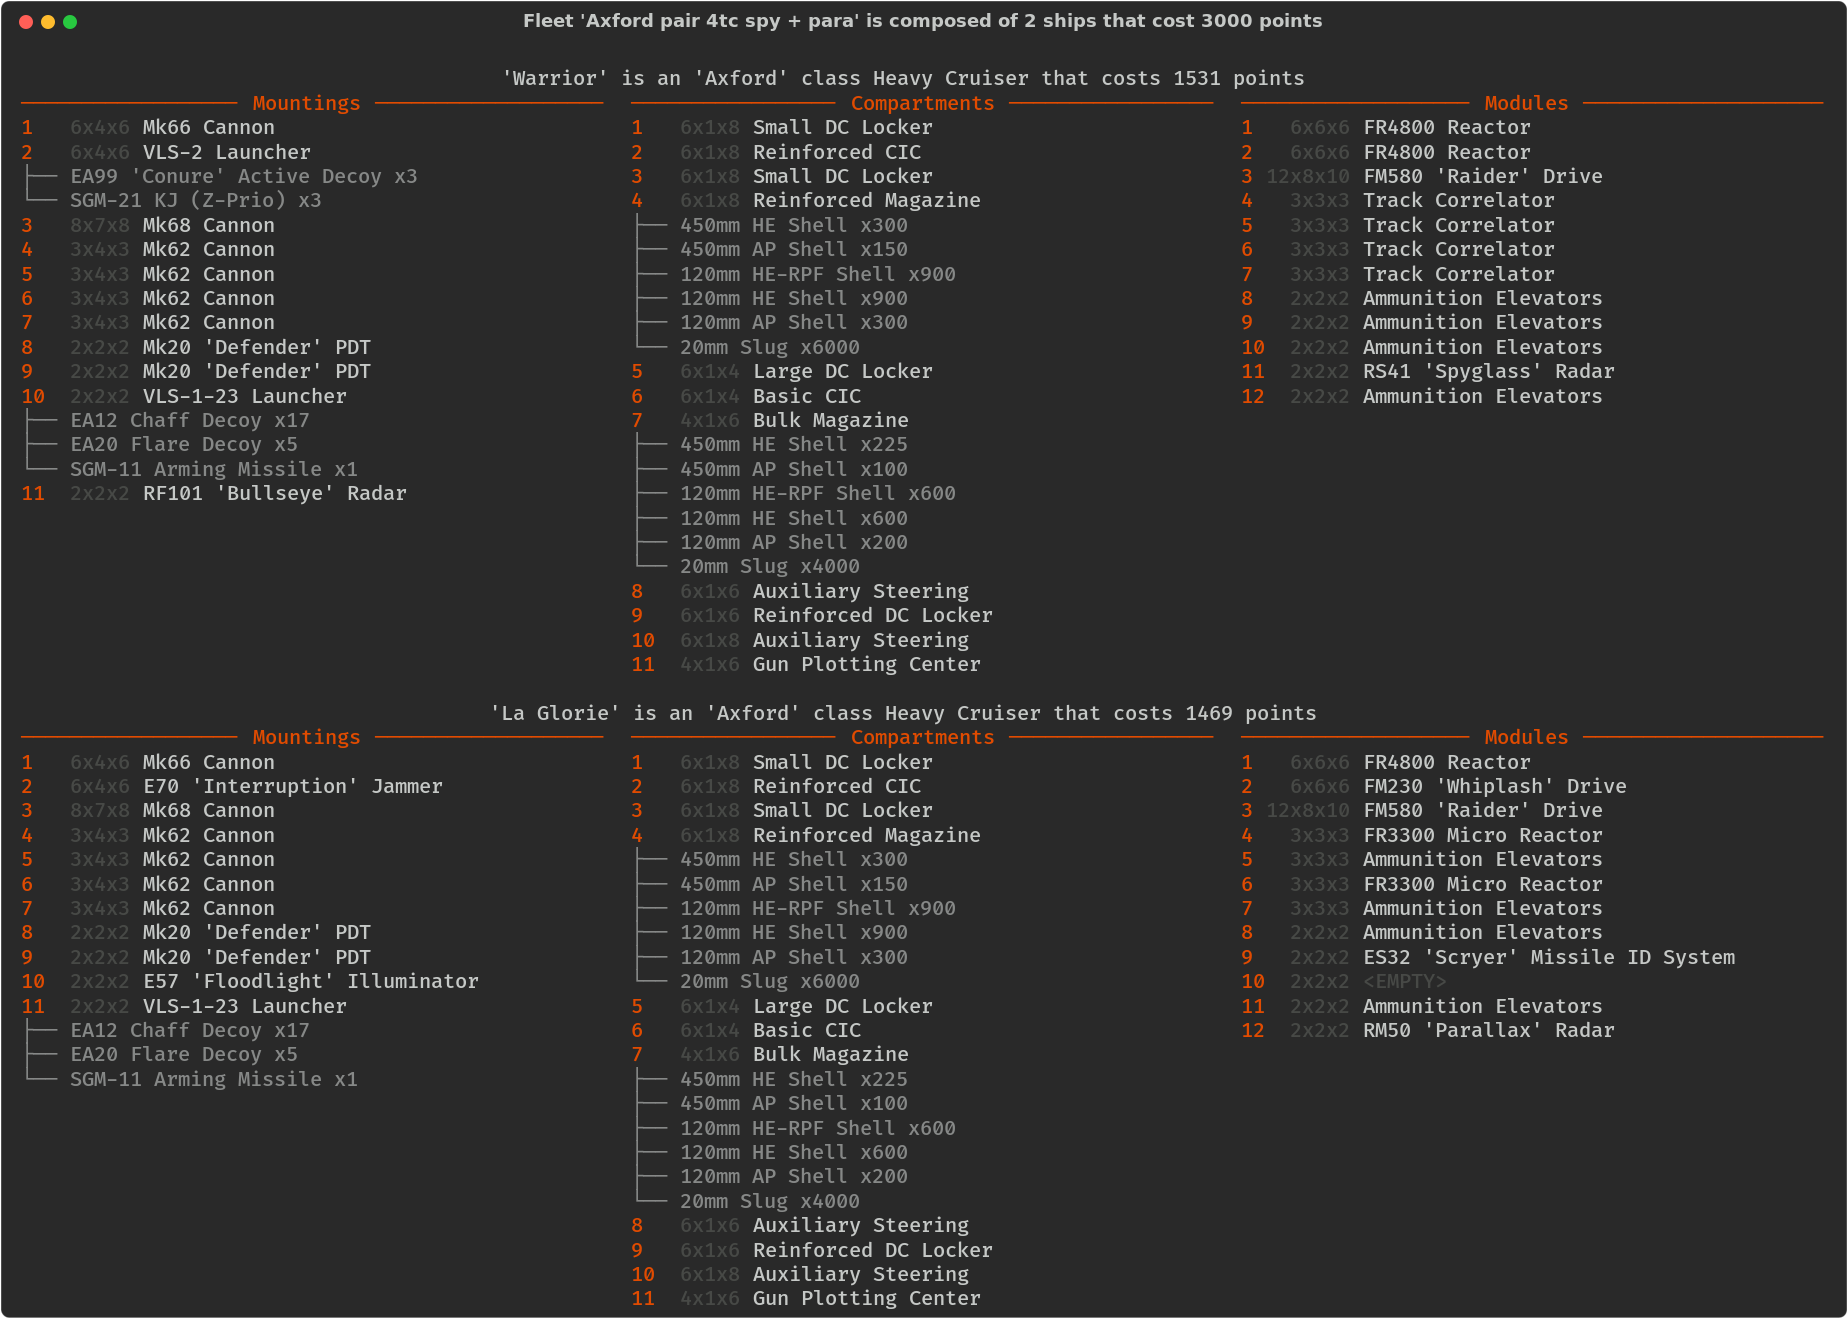 Fleet 'Axford pair 4tc spy + para' is composed of 2 ships that cost 3000 points
'Warrior' is an 'Axford' class Heavy Cruiser that costs 1531 points
Mountings
1 6x4x6 Mk66 Cannon
2 6x4x6 VLS-2 Launcher
EA99 'Conure' Active Decoy x3
SGM-21 KJ (Z-Prio) x3
3 8x7x8 Mk68 Cannon
4 3x4x3 Mk62 Cannon
5 3x4x3 Mk62 Cannon
6 3x4x3 Mk62 Cannon
7 3x4x3 Mk62 Cannon
8 2x2x2 Mk20 'Defender' PDT
9 2x2x2 Mk20 'Defender' PDT
10 2x2x2 VLS-1-23 Launcher
EA12 Chaff Decoy x17
EA20 Flare Decoy x5
SGM-11 Arming Missile x1
11 2x2x2 RF101 'Bullseye' Radar
Compartments
1 6x1x8 Small DC Locker
2 6x1x8 Reinforced CIC
3 6x1x8 Small DC Locker
4 6x1x8 Reinforced Magazine
450mm HE Shell x300
450mm AP Shell x150
120mm HE-RPF Shell x900
120mm HE Shell x900
120mm AP Shell x300
20mm Slug x6000
5 6x1x4 Large DC Locker
6 6x1x4 Basic CIC
7 4x1x6 Bulk Magazine
450mm HE Shell x225
450mm AP Shell x100
120mm HE-RPF Shell x600
120mm HE Shell x600
120mm AP Shell x200
20mm Slug x4000
8 6x1x6 Auxiliary Steering
9 6x1x6 Reinforced DC Locker
10 6x1x8 Auxiliary Steering
11 4x1x6 Gun Plotting Center
Modules
1 6x6x6 FR4800 Reactor
2 6x6x6 FR4800 Reactor
3 12x8x10 FM580 'Raider' Drive
4 3x3x3 Track Correlator
5 3x3x3 Track Correlator
6 3x3x3 Track Correlator
7 3x3x3 Track Correlator
8 2x2x2 Ammunition Elevators
9 2x2x2 Ammunition Elevators
10 2x2x2 Ammunition Elevators
11 2x2x2 RS41 'Spyglass' Radar
12 2x2x2 Ammunition Elevators
'La Glorie' is an 'Axford' class Heavy Cruiser that costs 1469 points
Mountings
1 6x4x6 Mk66 Cannon
2 6x4x6 E70 'Interruption' Jammer
3 8x7x8 Mk68 Cannon
4 3x4x3 Mk62 Cannon
5 3x4x3 Mk62 Cannon
6 3x4x3 Mk62 Cannon
7 3x4x3 Mk62 Cannon
8 2x2x2 Mk20 'Defender' PDT
9 2x2x2 Mk20 'Defender' PDT
10 2x2x2 E57 'Floodlight' Illuminator
11 2x2x2 VLS-1-23 Launcher
EA12 Chaff Decoy x17
EA20 Flare Decoy x5
SGM-11 Arming Missile x1
Compartments
1 6x1x8 Small DC Locker
2 6x1x8 Reinforced CIC
3 6x1x8 Small DC Locker
4 6x1x8 Reinforced Magazine
450mm HE Shell x300
450mm AP Shell x150
120mm HE-RPF Shell x900
120mm HE Shell x900
120mm AP Shell x300
20mm Slug x6000
5 6x1x4 Large DC Locker
6 6x1x4 Basic CIC
7 4x1x6 Bulk Magazine
450mm HE Shell x225
450mm AP Shell x100
120mm HE-RPF Shell x600
120mm HE Shell x600
120mm AP Shell x200
20mm Slug x4000
8 6x1x6 Auxiliary Steering
9 6x1x6 Reinforced DC Locker
10 6x1x8 Auxiliary Steering
11 4x1x6 Gun Plotting Center
Modules
1 6x6x6 FR4800 Reactor
2 6x6x6 FM230 'Whiplash' Drive
3 12x8x10 FM580 'Raider' Drive
4 3x3x3 FR3300 Micro Reactor
5 3x3x3 Ammunition Elevators
6 3x3x3 FR3300 Micro Reactor
7 3x3x3 Ammunition Elevators
8 2x2x2 Ammunition Elevators
9 2x2x2 ES32 'Scryer' Missile ID System
10 2x2x2 <EMPTY>
11 2x2x2 Ammunition Elevators
12 2x2x2 RM50 'Parallax' Radar